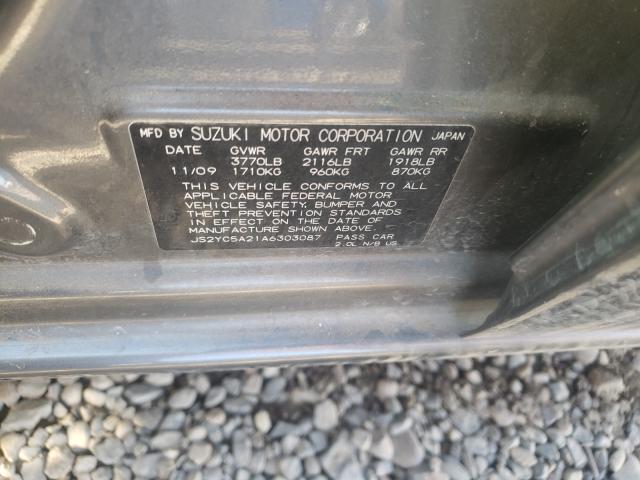 MFD BY SUZUKI MOTOR CORPORATION JAPAN
DATE GVWR GAWR FRT GAWR RR
3770LB 2116LB 1918LB
11/09 1710KG 960KG 870KG
THIS VEHICLE CONFORMS TO ALL
APPLICABLE FEDERAL MOTOR
VEHICLE SAFETY, BUMPER AND
THEFT PREVENTION STANDARDS
IN EFFECT ON THE DATE OF
MANUFACTURE SHOWN ABOVE.
JS2YC5A21A6303087 PASS CAR
2.0L N/B US